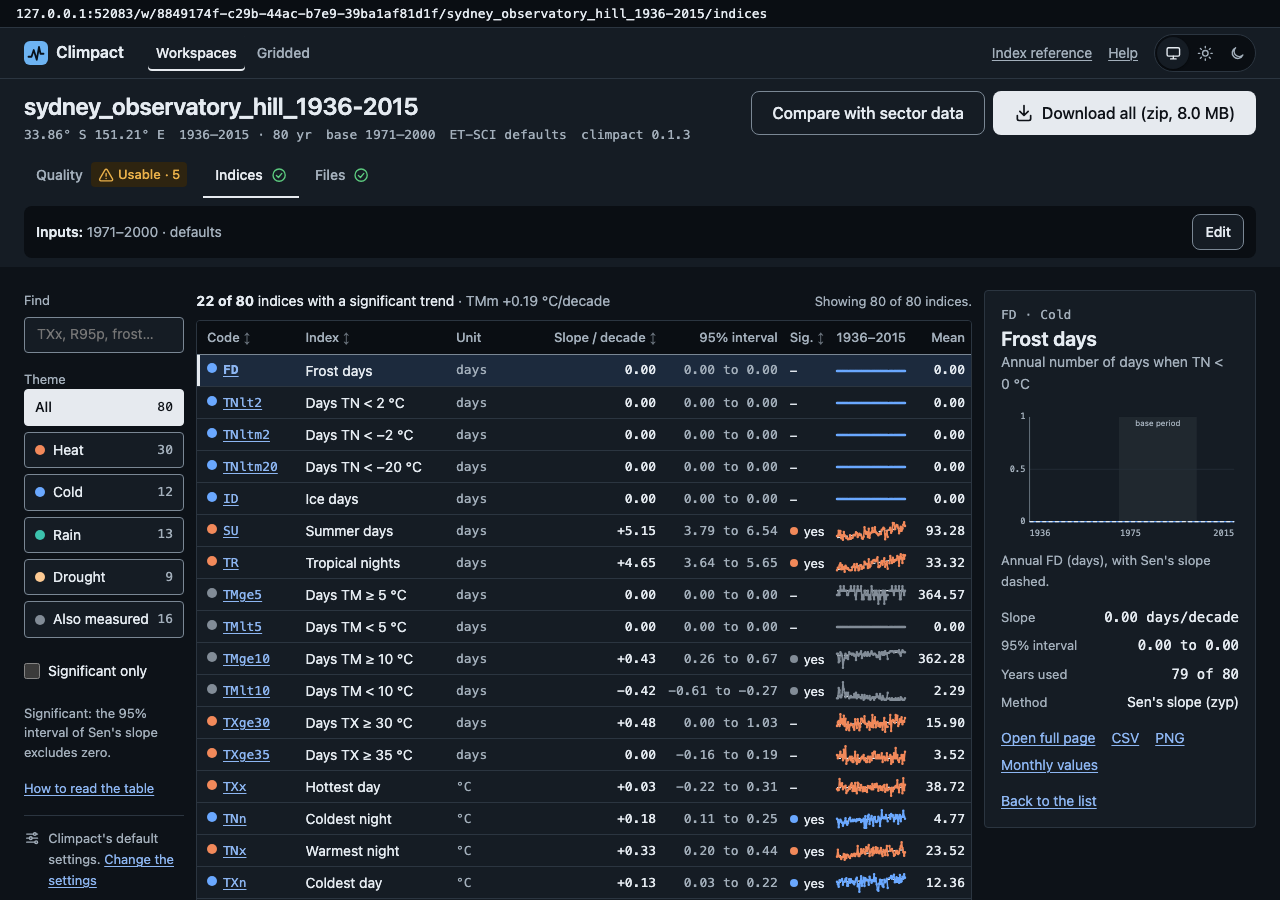 127.0.0.1:52083/w/8849174f-c29b-44ac-b7e9-39ba1af81d1f/sydney_observatory_hill_1936-2015/indices
Climpact Workspaces Gridded Index reference Help
sydney_observatory_hill_1936-2015
33.86° S 151.21° E 1936–2015 · 80 yr base 1971–2000 ET-SCI defaults climpact 0.1.3
Compare with sector data
Download all (zip, 8.0 MB)
Quality Usable · 5 Indices Files
Inputs: 1971–2000 · defaults Edit
Find
TXx, R95p, frost...
Theme
All 80
Heat 30
Cold 12
Rain 13
Drought 9
Also measured 16
Significant only
Significant: the 95%
interval of Sen's slope
excludes zero.
How to read the table
Climpact's default
settings. Change the
settings
22 of 80 indices with a significant trend · TMm +0.19 °C/decade Showing 80 of 80 indices.
Code Index Unit Slope / decade 95% interval Sig. 1936–2015 Mean
FD Frost days days 0.00 0.00 to 0.00 – 0.00
TNlt2 Days TN < 2 °C days 0.00 0.00 to 0.00 – 0.00
TNltm2 Days TN < −2 °C days 0.00 0.00 to 0.00 – 0.00
TNltm20 Days TN < −20 °C days 0.00 0.00 to 0.00 – 0.00
ID Ice days days 0.00 0.00 to 0.00 – 0.00
SU Summer days days +5.15 3.79 to 6.54 yes 93.28
TR Tropical nights days +4.65 3.64 to 5.65 yes 33.32
TMge5 Days TM ≥ 5 °C days 0.00 0.00 to 0.00 – 364.57
TMlt5 Days TM < 5 °C days 0.00 0.00 to 0.00 – 0.00
TMge10 Days TM ≥ 10 °C days +0.43 0.26 to 0.67 yes 362.28
TMlt10 Days TM < 10 °C days −0.42 −0.61 to −0.27 yes 2.29
TXge30 Days TX ≥ 30 °C days +0.48 0.00 to 1.03 – 15.90
TXge35 Days TX ≥ 35 °C days 0.00 −0.16 to 0.19 – 3.52
TXx Hottest day °C +0.03 −0.22 to 0.31 – 38.72
TNn Coldest night °C +0.18 0.11 to 0.25 yes 4.77
TNx Warmest night °C +0.33 0.20 to 0.44 yes 23.52
TXn Coldest day °C +0.13 0.03 to 0.22 yes 12.36
FD · Cold
Frost days
Annual number of days when TN <
0 °C
1
base period
0.5
0
1936 1975 2015
Annual FD (days), with Sen's slope
dashed.
Slope 0.00 days/decade
95% interval 0.00 to 0.00
Years used 79 of 80
Method Sen's slope (zyp)
Open full page CSV PNG
Monthly values
Back to the list